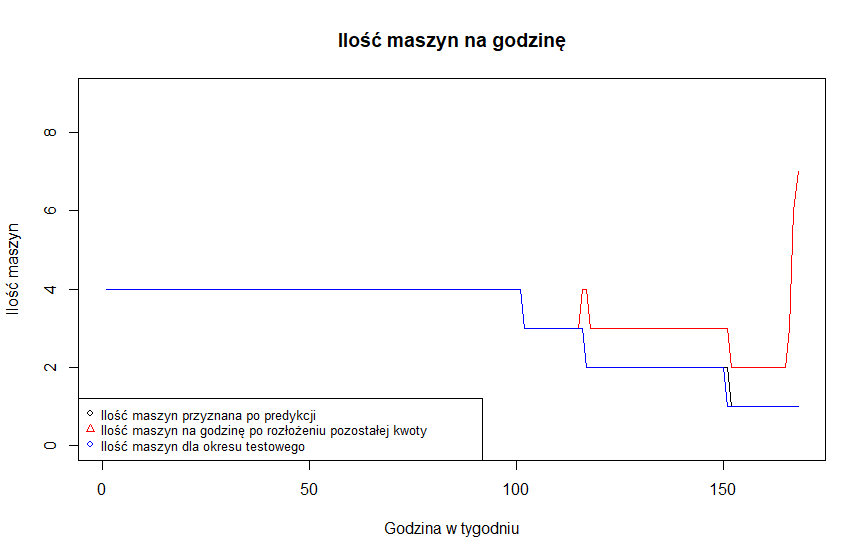 Ilość maszyn na godzinę
Ilość maszyn
8
6
4
2
0
Ilość maszyn przyznana po predykcji
Ilość maszyn na godzinę po rozłożeniu pozostałej kwoty
Ilość maszyn dla okresu testowego
0 50 100 150
Godzina w tygodniu